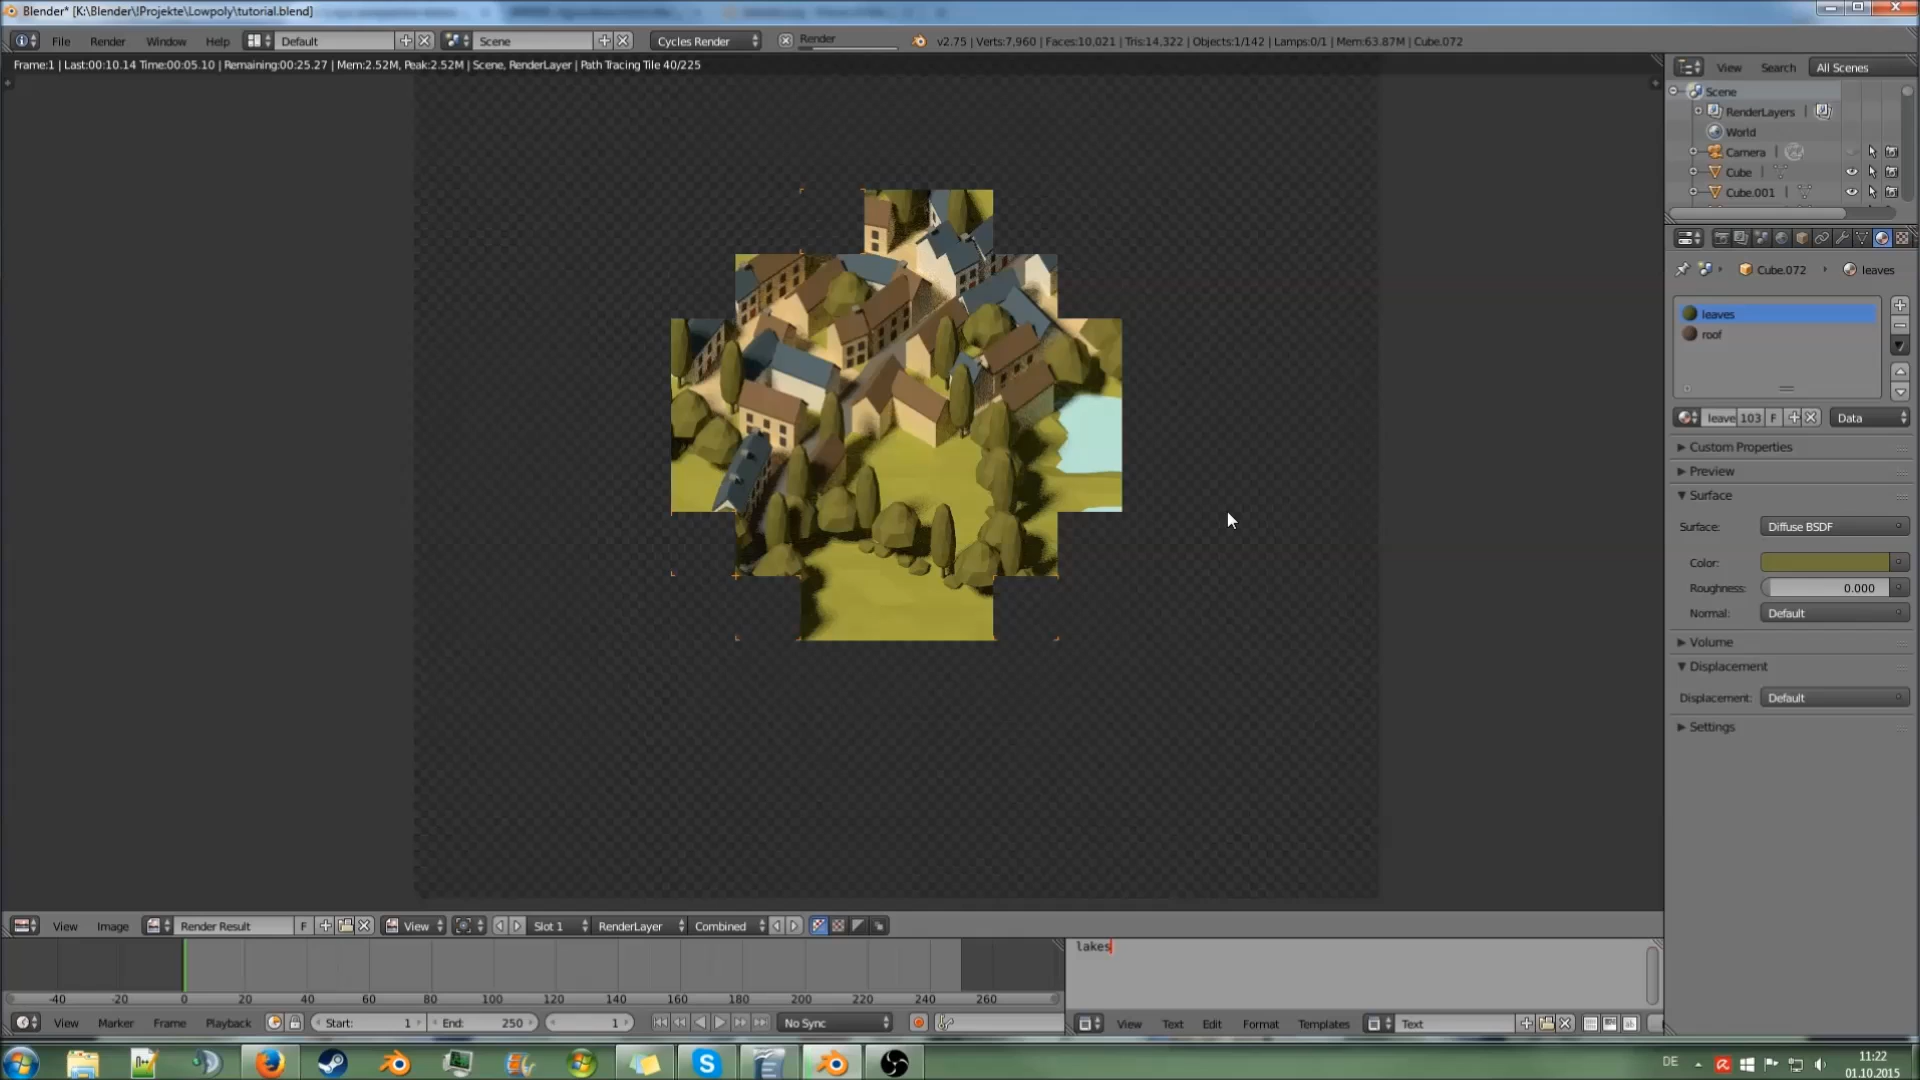 Blender* [K:\Blender\!Projekte\Lowpoly\tutorial.blend]
File Render Window Help Default Scene Cycles Render Render v2.75 | Verts:7,960 | Faces:10,021 | Tris:14,322 | Objects:1/142 | Lamps:0/1 | Mem:63.87M | Cube.072
Frame:1 | Last:00:10.14 Time:00:05.10 | Remaining:00:25.27 | Mem:2.52M, Peak:2.52M | Scene, RenderLayer | Path Tracing Tile 40/225
View Search All Scenes
Scene
RenderLayers |
World
Camera |
Cube |
Cube.001 |
Cube.072 leaves
leaves
roof
leave 103 F Data
Custom Properties
Preview
Surface
Surface: Diffuse BSDF
Color:
Roughness: 0.000
Normal: Default
Volume
Displacement
Displacement: Default
Settings
View Image Render Result F View Slot 1 RenderLayer Combined
lakes
-40 -20 0 20 40 60 80 100 120 140 160 180 200 220 240 260
View Marker Frame Playback Start: 1 End: 250 1 No Sync
View Text Edit Format Templates Text
DE 11:22
01.10.2015